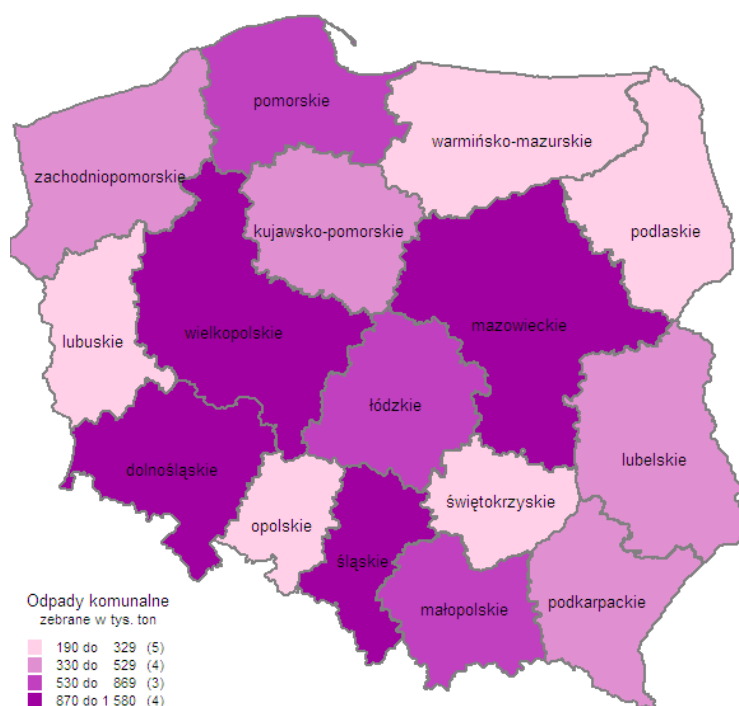 pomorskie
warmińsko-mazurskie
zachodniopomorskie
kujawsko-pomorskie
podlaskie
wielkopolskie
mazowieckie
lubuskie
łódzkie
dolnośląskie
lubelskie
świętokrzyskie
opolskie
śląskie
małopolskie
podkarpackie
Odpady komunalne
zebrane w tys. ton
190 do 329 (5)
330 do 529 (4)
530 do 869 (3)
870 do 1 580 (4)